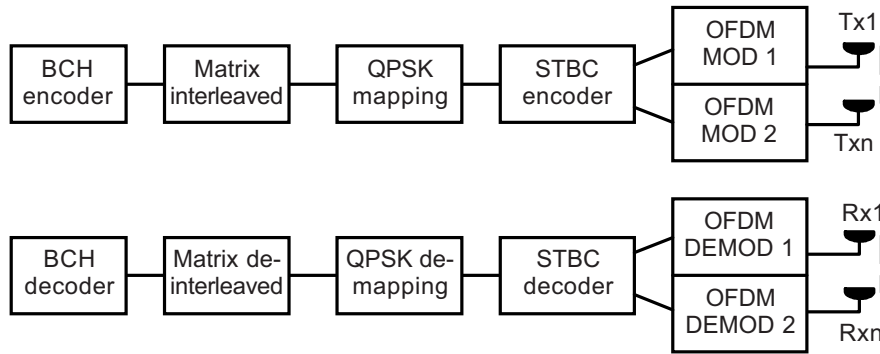 BCH
encoder
Matrix
interleaved
QPSK
mapping
STBC
encoder
OFDM
MOD 1
OFDM
MOD 2
Tx1
Txn
BCH
decoder
Matrix de-
interleaved
QPSK de-
mapping
STBC
decoder
OFDM
DEMOD 1
OFDM
DEMOD 2
Rx1
Rxn